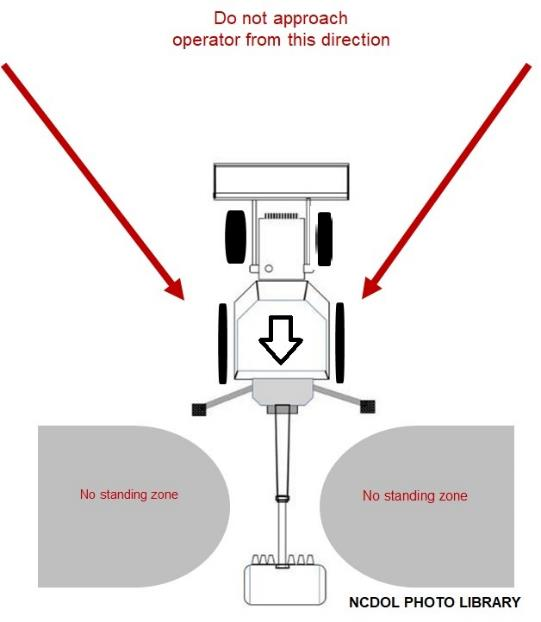 Do not approach
operator from this direction
No standing zone
No standing zone
NCDOL PHOTO LIBRARY